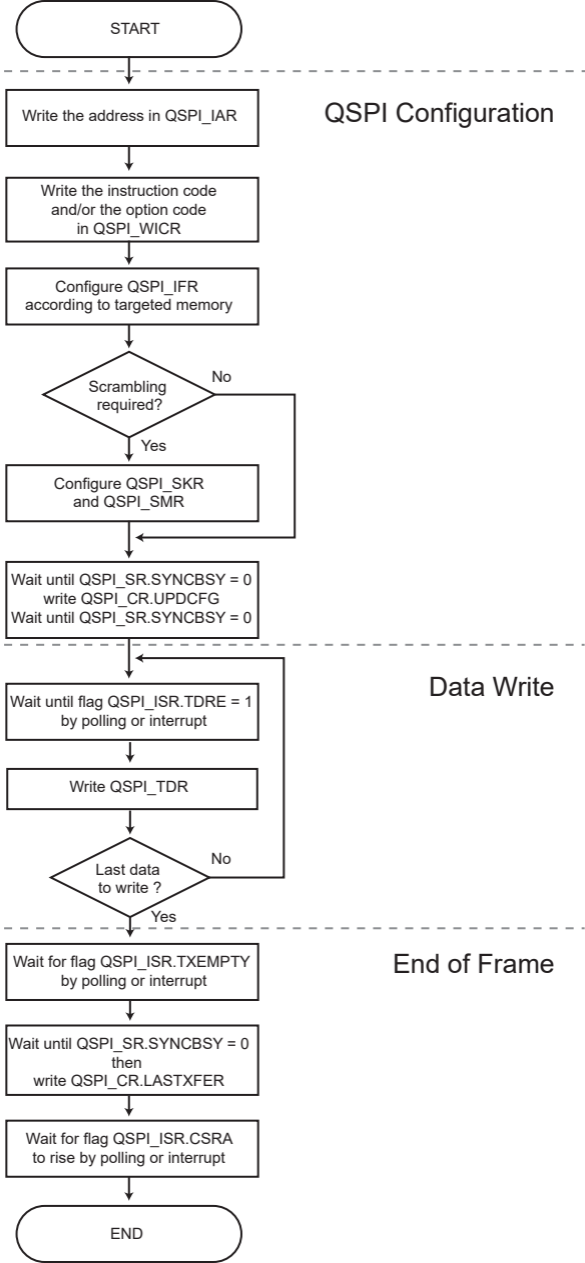 START
QSPI Configuration
Write the address in QSPI_IAR
Write the instruction code
and/or the option code
in QSPI_WICR
Configure QSPI_IFR
according to targeted memory
Scrambling
required?
No
Yes
Configure QSPI_SKR
and QSPI_SMR
Wait until QSPI_SR.SYNCBSY = 0
write QSPI_CR.UPDCFG
Wait until QSPI_SR.SYNCBSY = 0
Data Write
Wait until flag QSPI_ISR.TDRE = 1
by polling or interrupt
Write QSPI_TDR
Last data
to write ?
No
Yes
End of Frame
Wait for flag QSPI_ISR.TXEMPTY
by polling or interrupt
Wait until QSPI_SR.SYNCBSY = 0
then
write QSPI_CR.LASTXFER
Wait for flag QSPI_ISR.CSRA
to rise by polling or interrupt
END